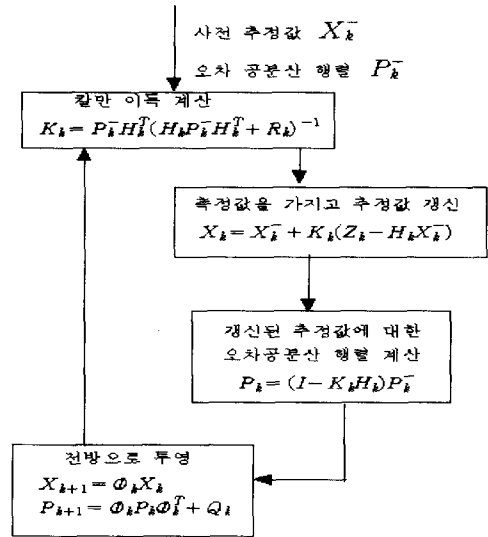 사전 추정값 X_k^-
오차 공분산 행렬 P_k^-
칼만 이득 계산
K_k = P_k^- H_k^T (H_k P_k^- H_k^T + R_k)^{-1}
측정값을 가지고 추정값 갱신
X_k = X_k^- + K_k(Z_k - H_k X_k^-)
갱신된 추정값에 대한
오차공분산 행렬 계산
P_k = (I - K_k H_k)P_k^-
전방으로 투영
X_{k+1} = Φ_k X_k
P_{k+1} = Φ_k P_k Φ_k^T + Q_k